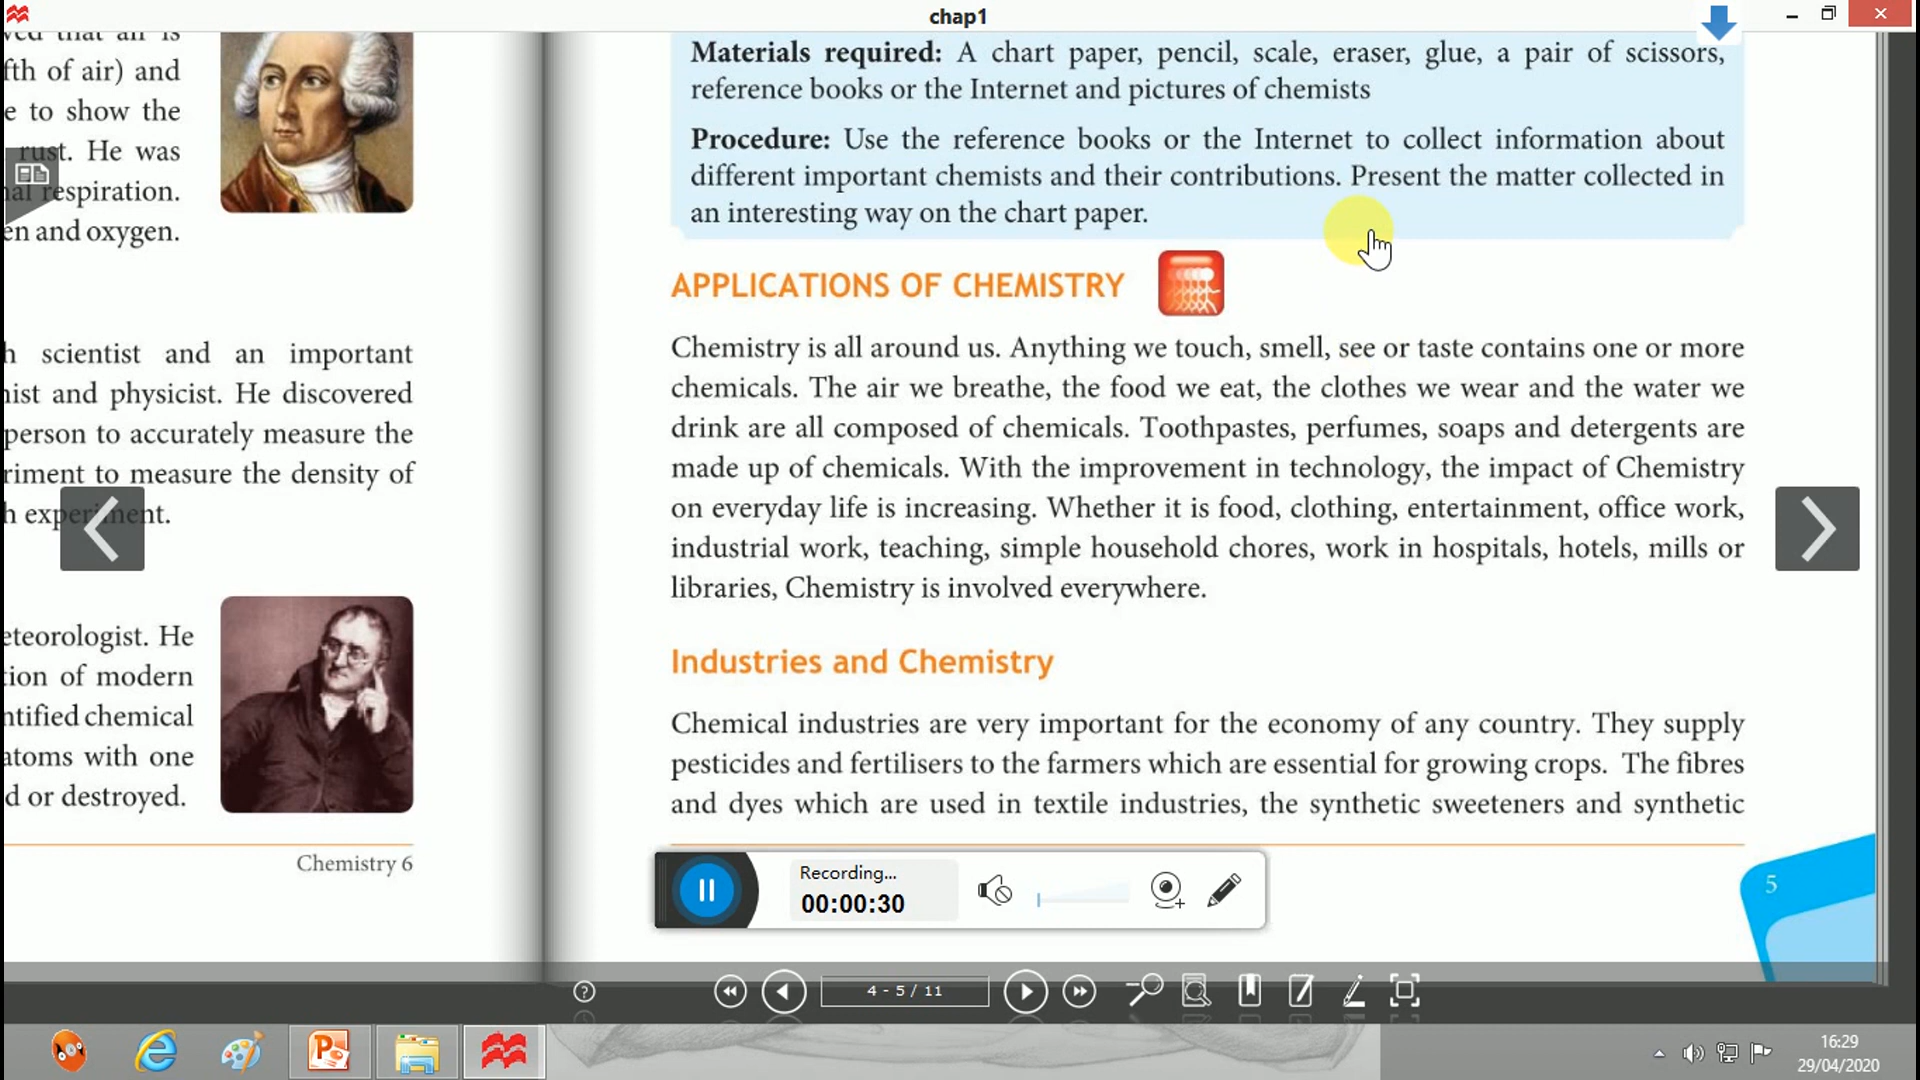 chap1
ved that air is
fth of air) and
e to show the
rust. He was
nal respiration.
en and oxygen.
h scientist and an important
nist and physicist. He discovered
person to accurately measure the
riment to measure the density of
h experiment.
eteorologist. He
tion of modern
ntified chemical
atoms with one
d or destroyed.
Chemistry 6
Materials required: A chart paper, pencil, scale, eraser, glue, a pair of scissors,
reference books or the Internet and pictures of chemists
Procedure: Use the reference books or the Internet to collect information about
different important chemists and their contributions. Present the matter collected in
an interesting way on the chart paper.
APPLICATIONS OF CHEMISTRY
Chemistry is all around us. Anything we touch, smell, see or taste contains one or more
chemicals. The air we breathe, the food we eat, the clothes we wear and the water we
drink are all composed of chemicals. Toothpastes, perfumes, soaps and detergents are
made up of chemicals. With the improvement in technology, the impact of Chemistry
on everyday life is increasing. Whether it is food, clothing, entertainment, office work,
industrial work, teaching, simple household chores, work in hospitals, hotels, mills or
libraries, Chemistry is involved everywhere.
Industries and Chemistry
Chemical industries are very important for the economy of any country. They supply
pesticides and fertilisers to the farmers which are essential for growing crops. The fibres
and dyes which are used in textile industries, the synthetic sweeteners and synthetic
5
Recording...
00:00:30
4 - 5 / 11
16:29
29/04/2020